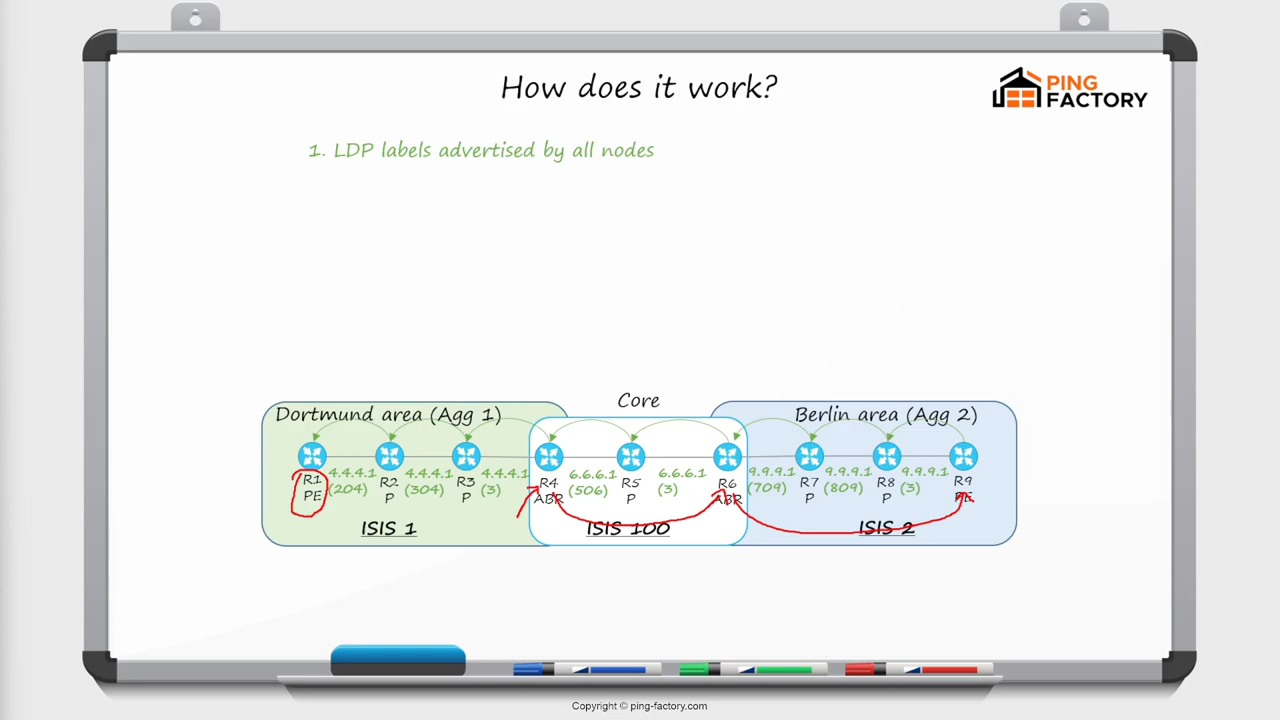 How does it work?
PING
FACTORY
1. LDP labels advertised by all nodes
Core
Dortmund area (Agg 1)
Berlin area (Agg 2)
4.4.4.1 4.4.4.1 4.4.4.1 6.6.6.1 6.6.6.1 9.9.9.1 9.9.9.1 9.9.9.1
(204) (304) (3) (506) (3) (709) (809) (3)
R1 R2 R3 R4 R5 R6 R7 R8 R9
PE P P ABR P ABR P P PE
ISIS 1 ISIS 100 ISIS 2
Copyright © ping-factory.com